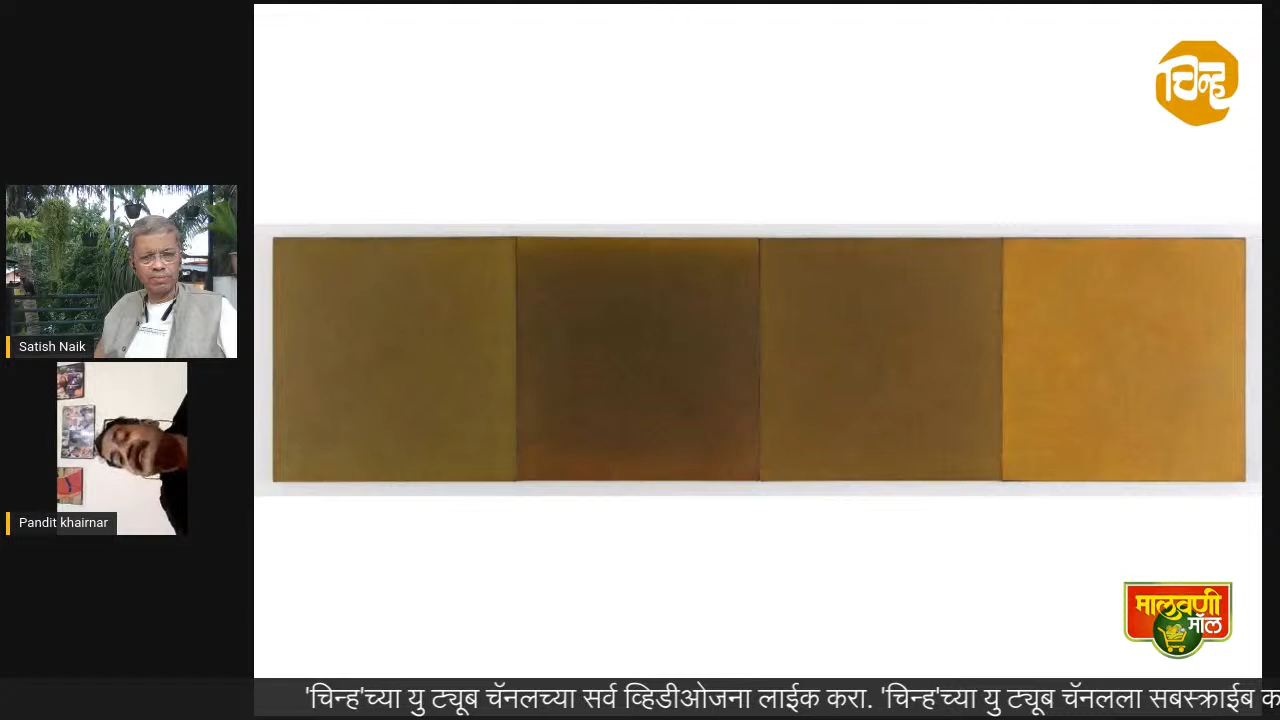 चिन्ह
Satish Naik
Pandit khairnar
मालवणी
मॉल
'चिन्ह'च्या यु ट्यूब चॅनलच्या सर्व व्हिडीओजना लाईक करा. 'चिन्ह'च्या यु ट्यूब चॅनलला सबस्क्राईब क